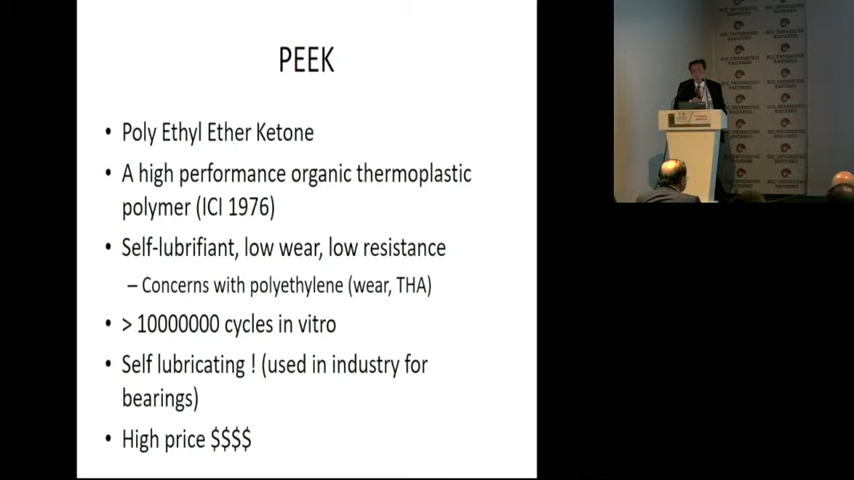 PEEK
• Poly Ethyl Ether Ketone
• A high performance organic thermoplastic
polymer (ICI 1976)
• Self-lubrifiant, low wear, low resistance
– Concerns with polyethylene (wear, THA)
• > 10000000 cycles in vitro
• Self lubricating ! (used in industry for
bearings)
• High price $$$$